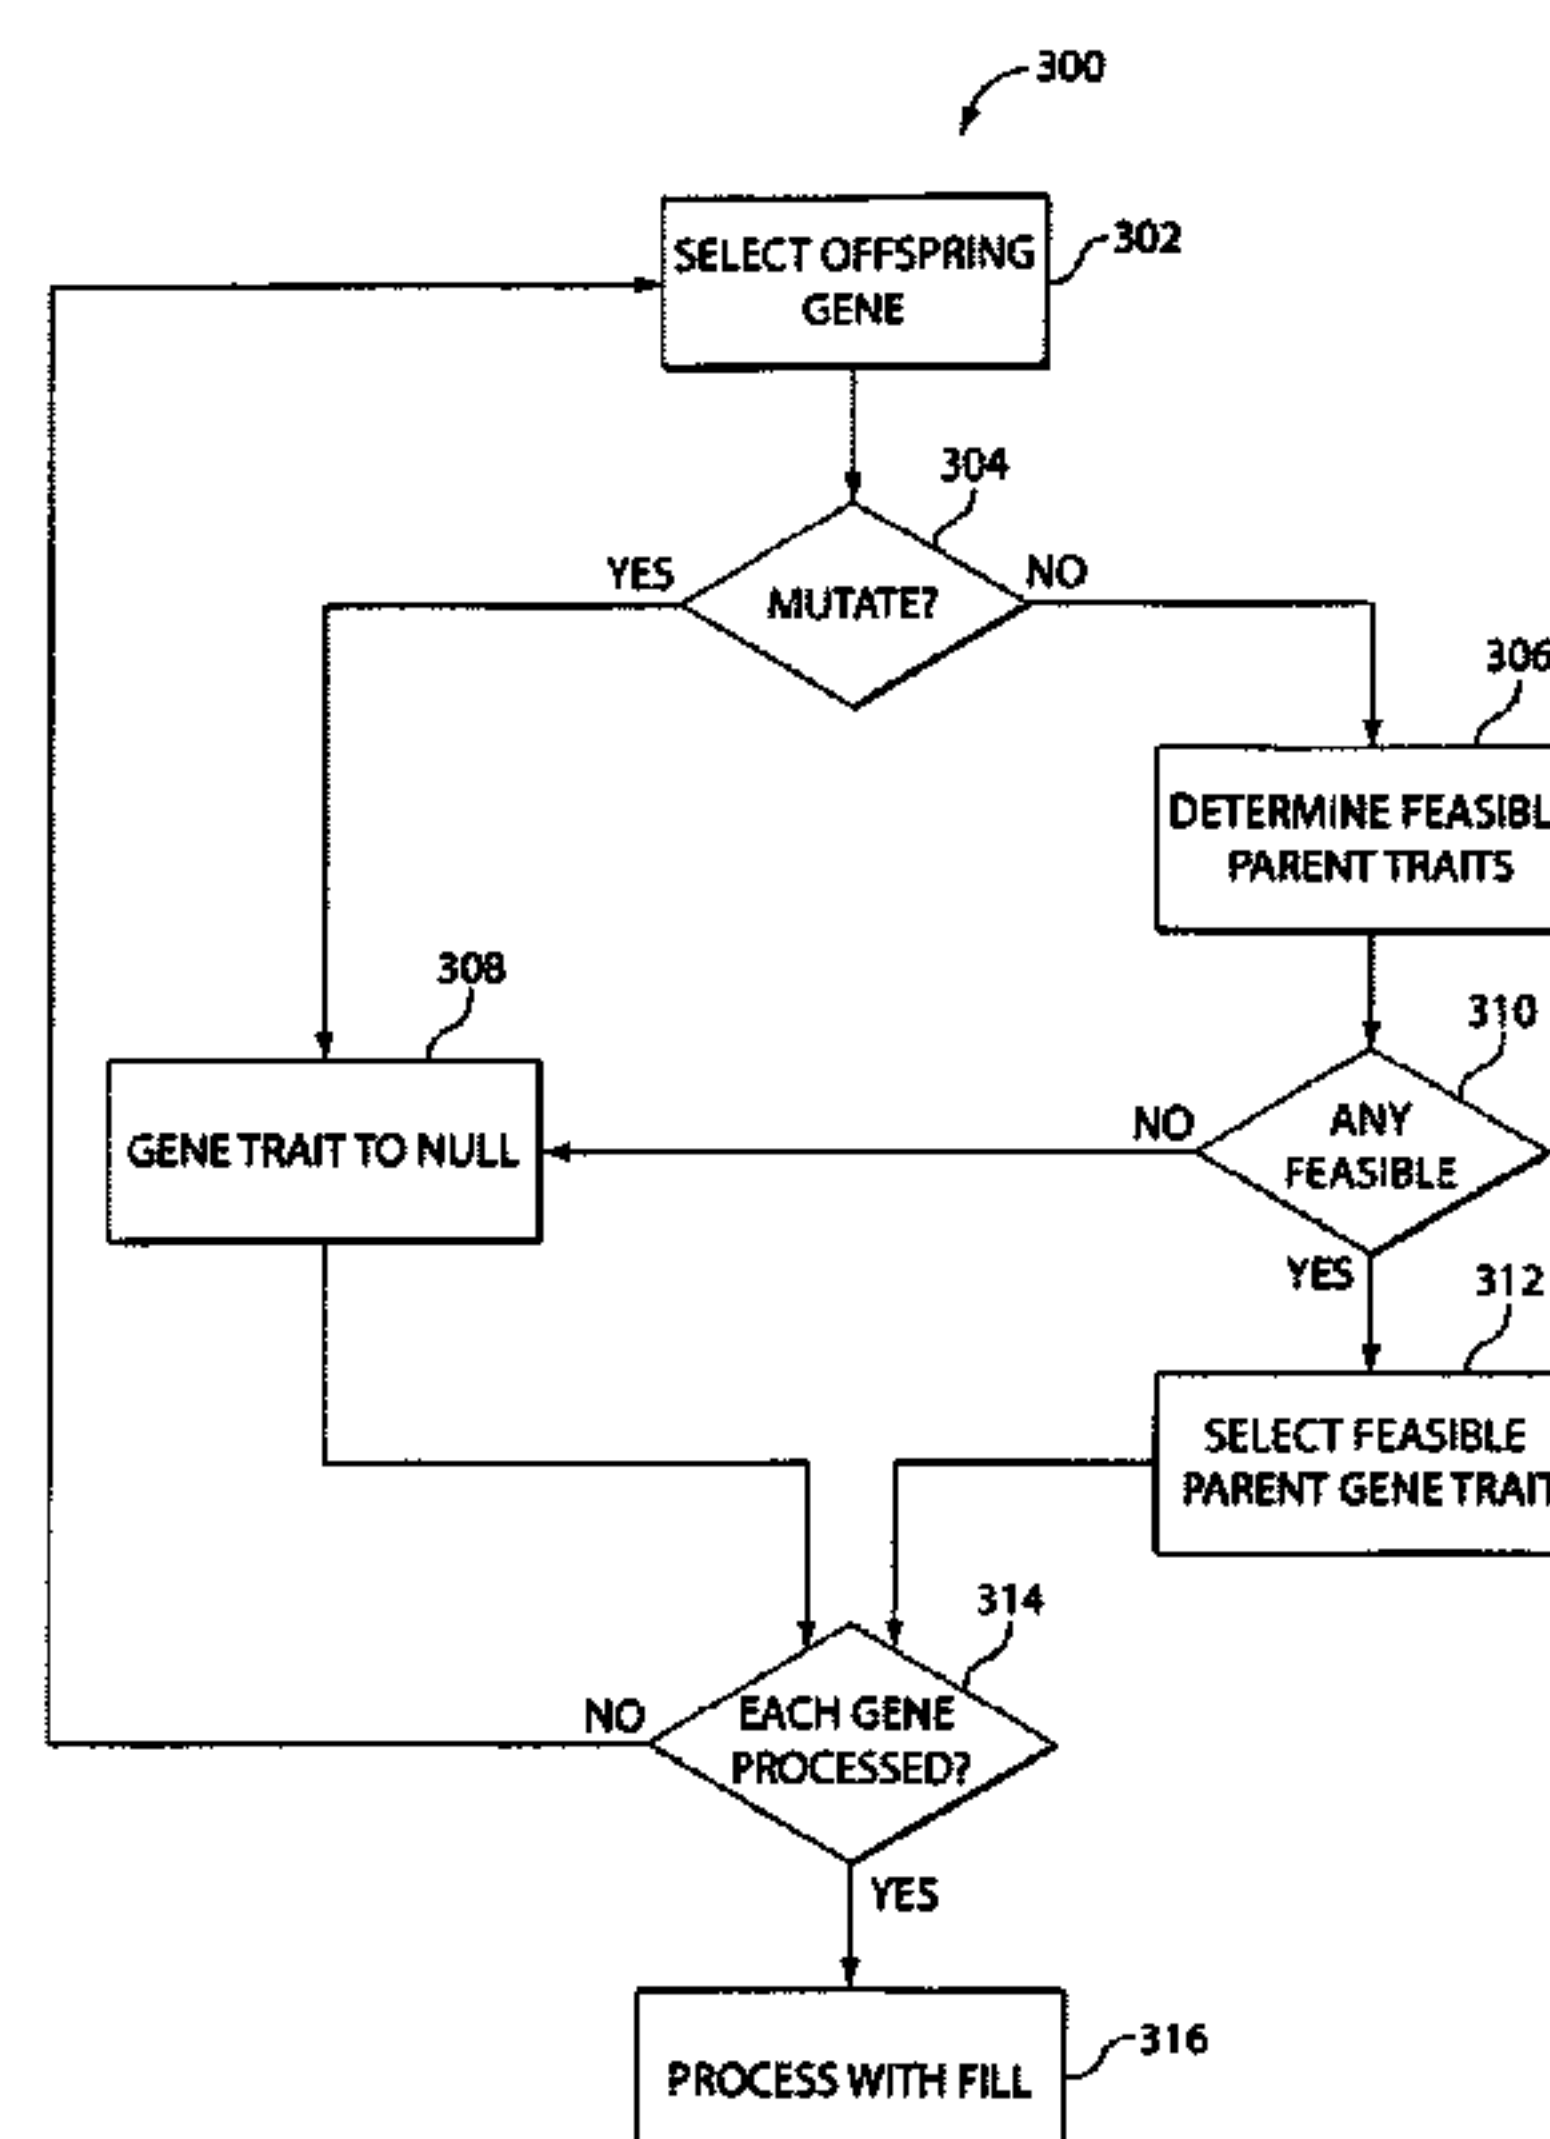 300
SELECT OFFSPRING
GENE
302
304
YES
MUTATE?
NO
306
DETERMINE FEASIBL
PARENT TRAITS
308
310
GENE TRAIT TO NULL
NO
ANY
FEASIBLE
YES
312
SELECT FEASIBLE
PARENT GENE TRAIT
314
NO
EACH GENE
PROCESSED?
YES
316
PROCESS WITH FILL